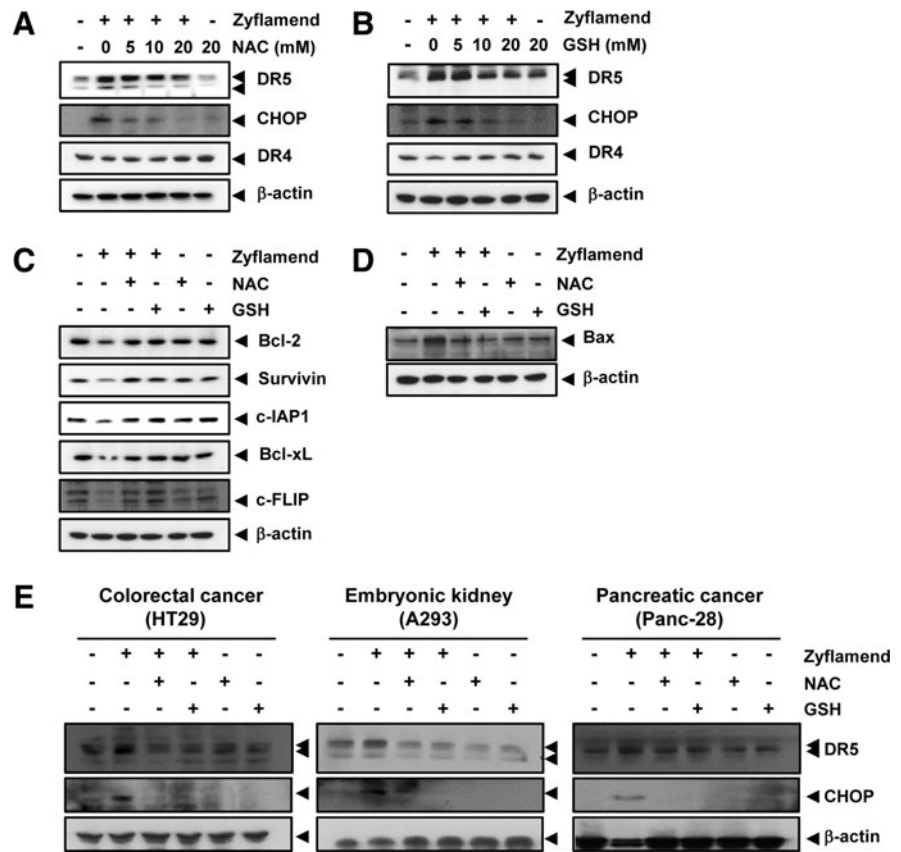 A
- + + + + - Zyflamend
- 0 5 10 20 20 NAC (mM)
DR5
CHOP
DR4
β-actin
B
- + + + + - Zyflamend
- 0 5 10 20 20 GSH (mM)
DR5
CHOP
DR4
β-actin
C
- + + + - - Zyflamend
- - + - + - NAC
- - - + - + GSH
Bcl-2
Survivin
c-IAP1
Bcl-xL
c-FLIP
β-actin
D
- + + + - - Zyflamend
- - + - + - NAC
- - - + - + GSH
Bax
β-actin
E
Colorectal cancer
(HT29)
Embryonic kidney
(A293)
Pancreatic cancer
(Panc-28)
- + + + - - - + + + - - - + + + - - Zyflamend
- - + - + - - - + - + - - - + - + - NAC
- - - + - + - - - + - + - - - + - + GSH
DR5
CHOP
β-actin